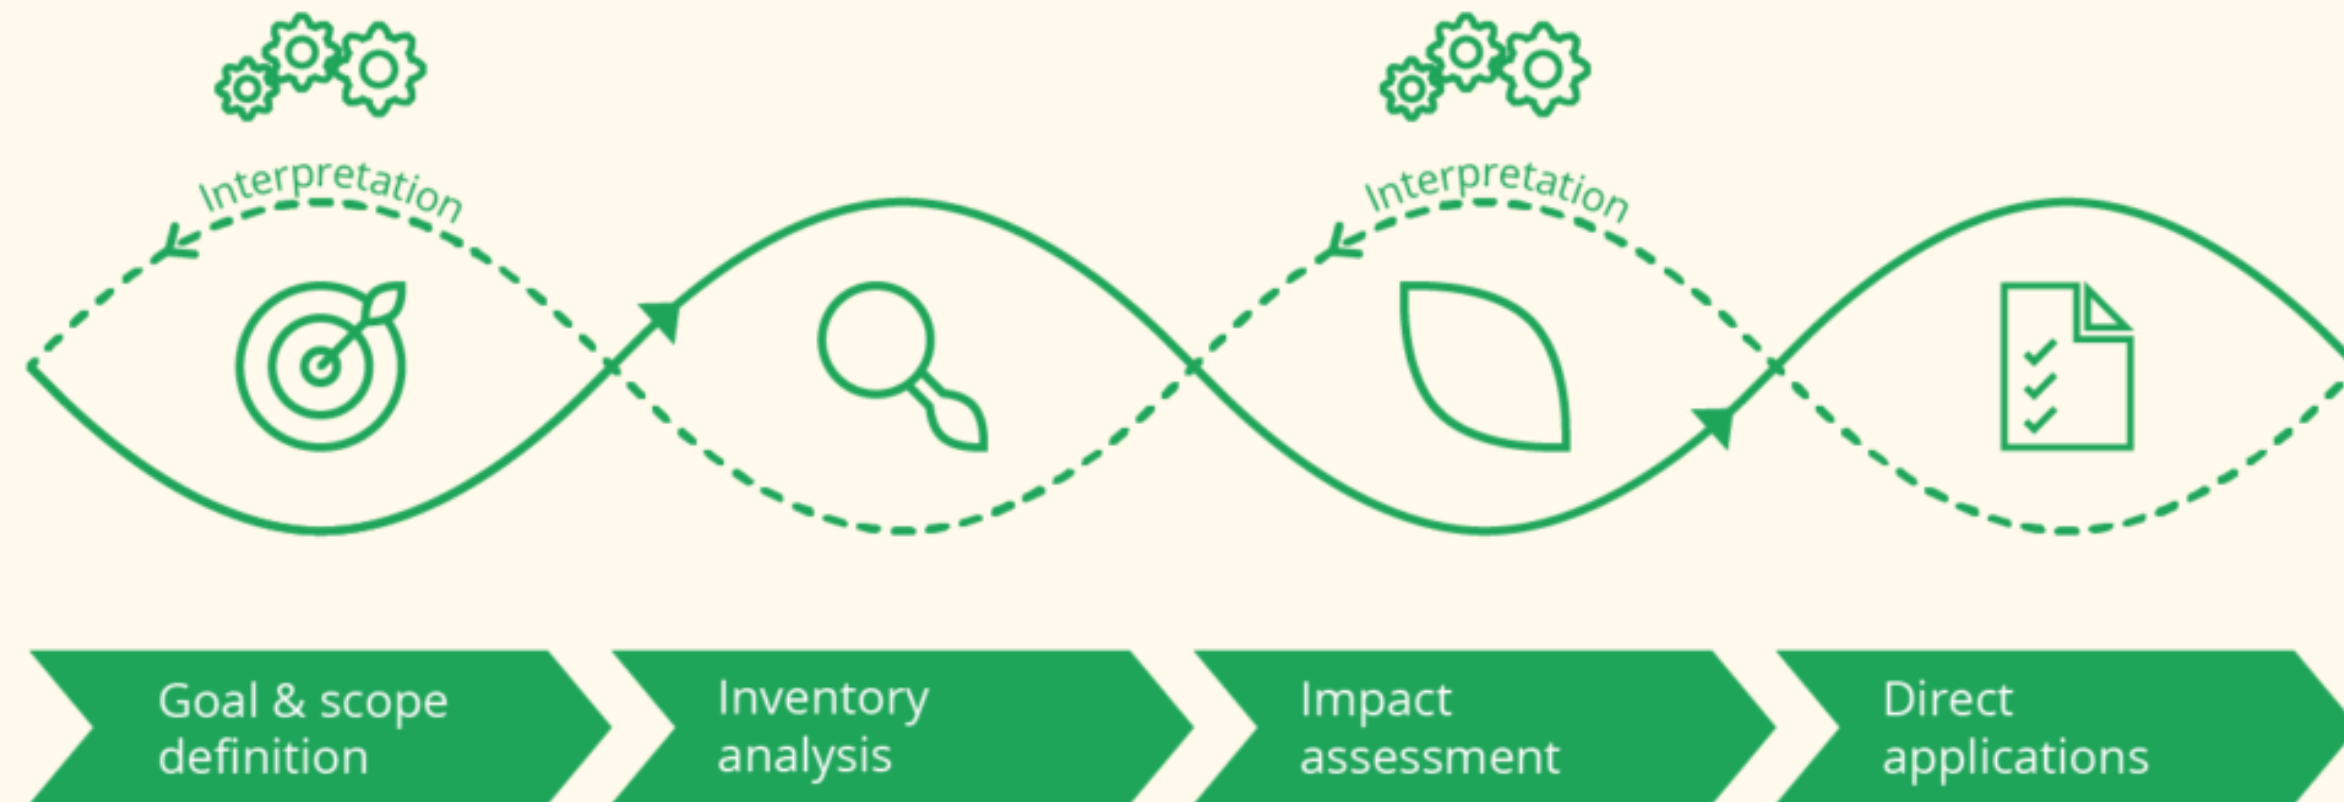 Interpretation
Interpretation
Goal & scope
definition
Inventory
analysis
Impact
assessment
Direct
applications